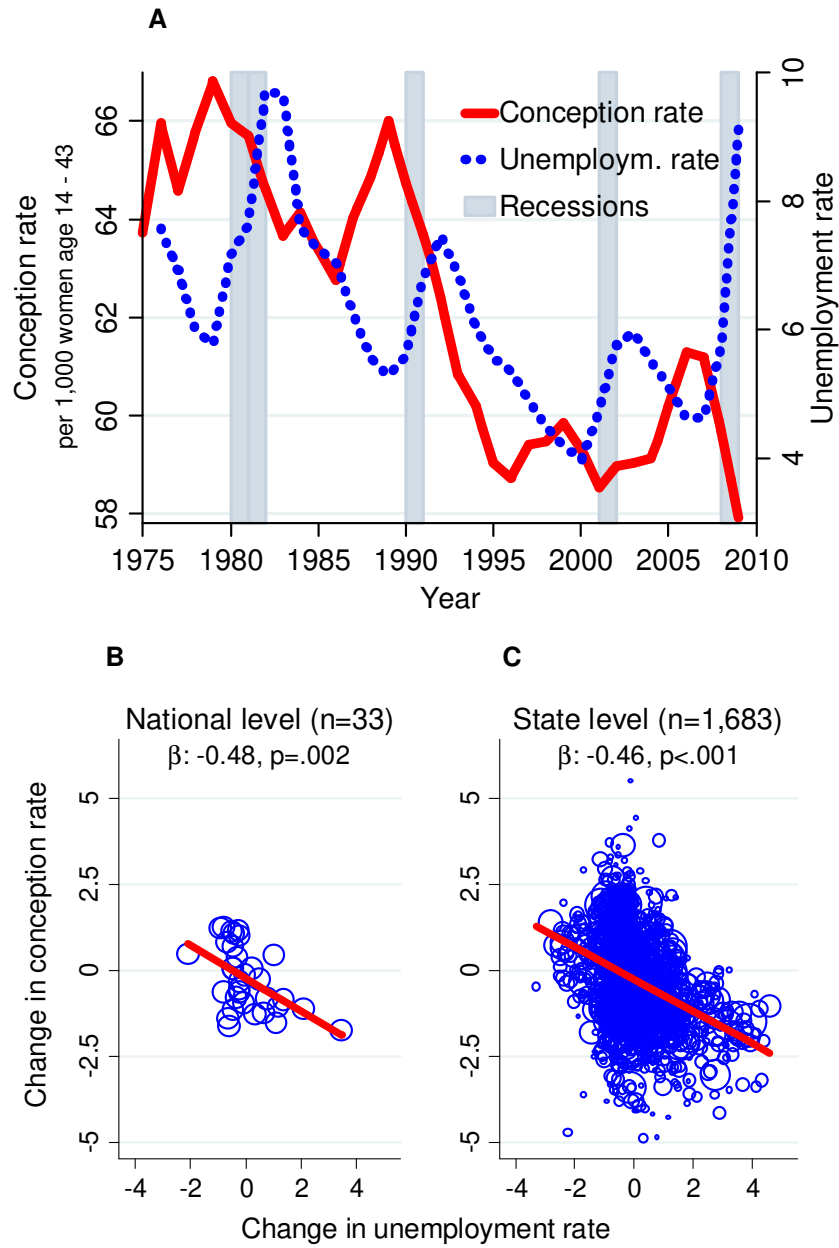 A
Conception rate
per 1,000 women age 14 - 43
66
64
62
60
58
10
8
6
4
Unemployment rate
Conception rate
Unemploym. rate
Recessions
1975
1980
1985
1990
1995
2000
2005
2010
Year
B
C
National level (n=33)
β: -0.48, p=.002
State level (n=1,683)
β: -0.46, p<.001
Change in conception rate
5
2.5
0
-2.5
-5
5
2.5
0
-2.5
-5
-4
-2
0
2
4
-4
-2
0
2
4
Change in unemployment rate